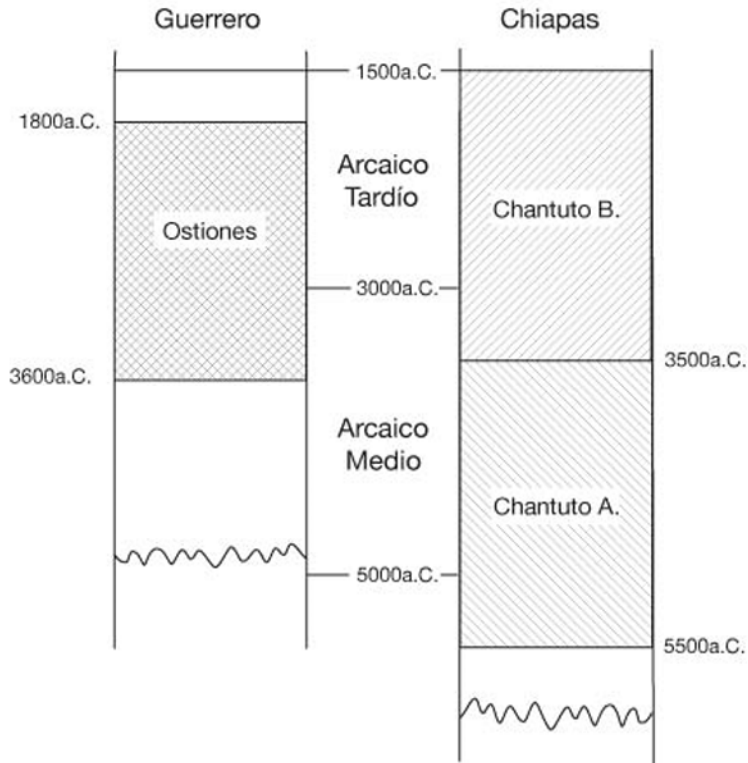 Guerrero
Chiapas
1500a.C.
1800a.C.
Arcaico
Tardío
Ostiones
Chantuto B.
3000a.C.
3500a.C.
3600a.C.
Arcaico
Medio
Chantuto A.
5000a.C.
5500a.C.